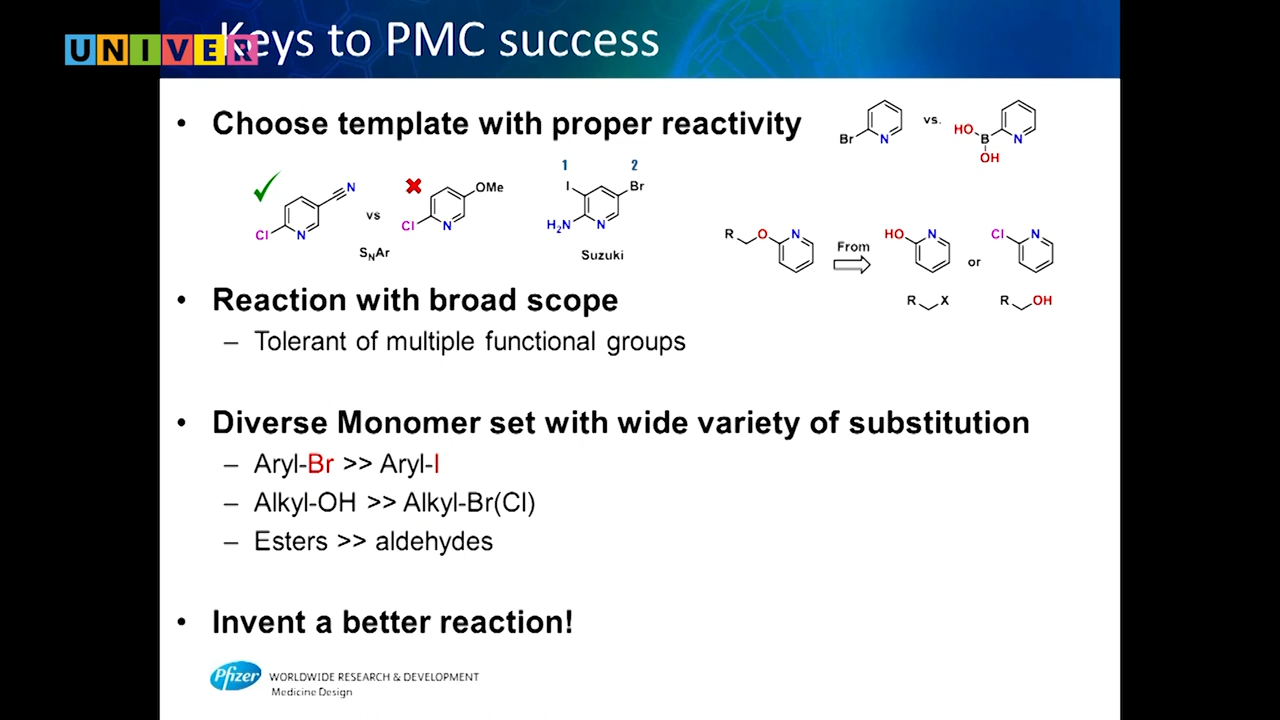 UNIVER
Keys to PMC success
• Choose template with proper reactivity
Br N vs. HO B OH N
Cl N N vs Cl N OMe
SNAr
1 2
I Br
H2N N
Suzuki
R O N From HO N or Cl N
R X R OH
• Reaction with broad scope
– Tolerant of multiple functional groups
• Diverse Monomer set with wide variety of substitution
– Aryl-Br >> Aryl-I
– Alkyl-OH >> Alkyl-Br(Cl)
– Esters >> aldehydes
• Invent a better reaction!
Pfizer WORLDWIDE RESEARCH & DEVELOPMENT
Medicine Design